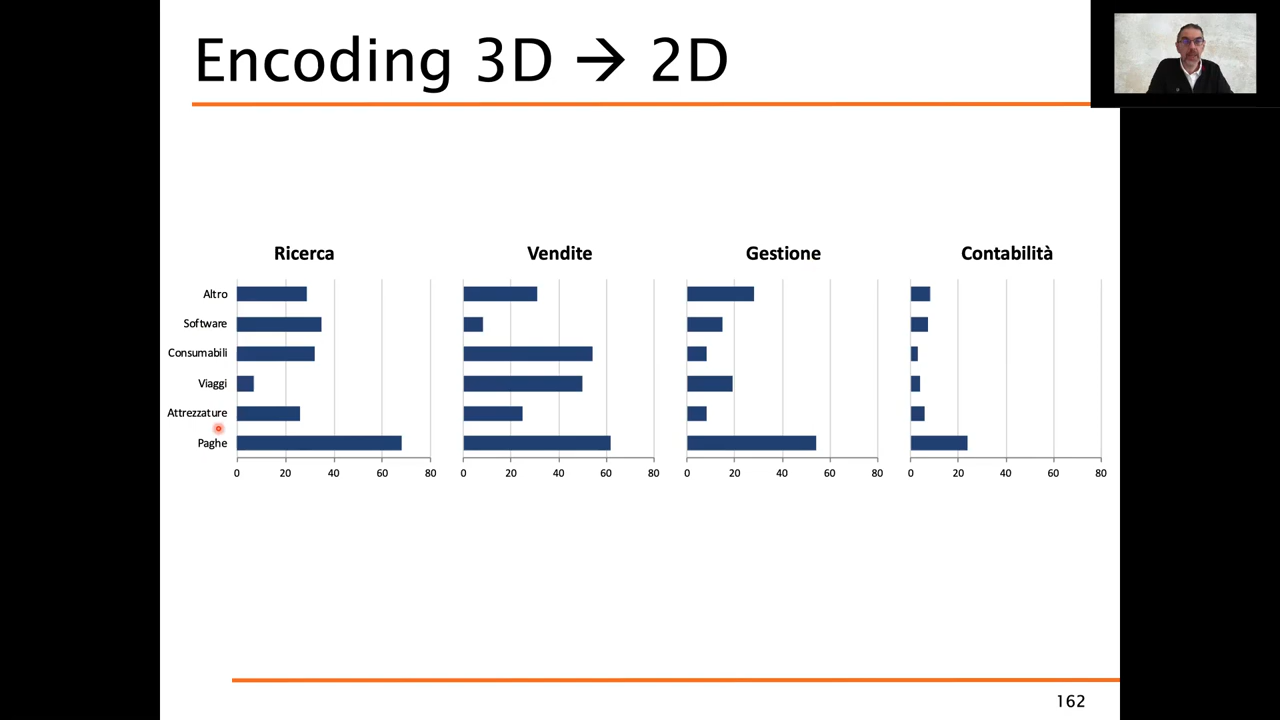 Encoding 3D → 2D
Ricerca Vendite Gestione Contabilità
Altro
Software
Consumabili
Viaggi
Attrezzature
Paghe
0 20 40 60 80 0 20 40 60 80 0 20 40 60 80 0 20 40 60 80
162